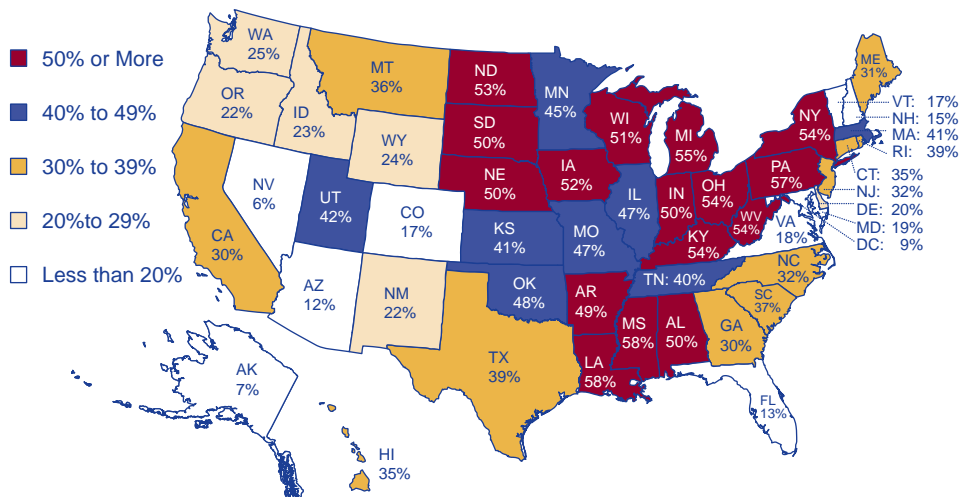 50% or More
40% to 49%
30% to 39%
20%to 29%
Less than 20%
WA
25%
OR
22%
ID
23%
MT
36%
WY
24%
NV
6%
UT
42%
CA
30%
AZ
12%
CO
17%
NM
22%
ND
53%
SD
50%
NE
50%
KS
41%
OK
48%
TX
39%
MN
45%
IA
52%
MO
47%
AR
49%
LA
58%
WI
51%
IL
47%
MI
55%
IN
50%
OH
54%
KY
54%
TN: 40%
MS
58%
AL
50%
GA
30%
FL
13%
SC
37%
NC
32%
VA
18%
WV
54%
PA
57%
NY
54%
ME
31%
VT: 17%
NH: 15%
MA: 41%
RI: 39%
CT: 35%
NJ: 32%
DE: 20%
MD: 19%
DC: 9%
AK
7%
HI
35%